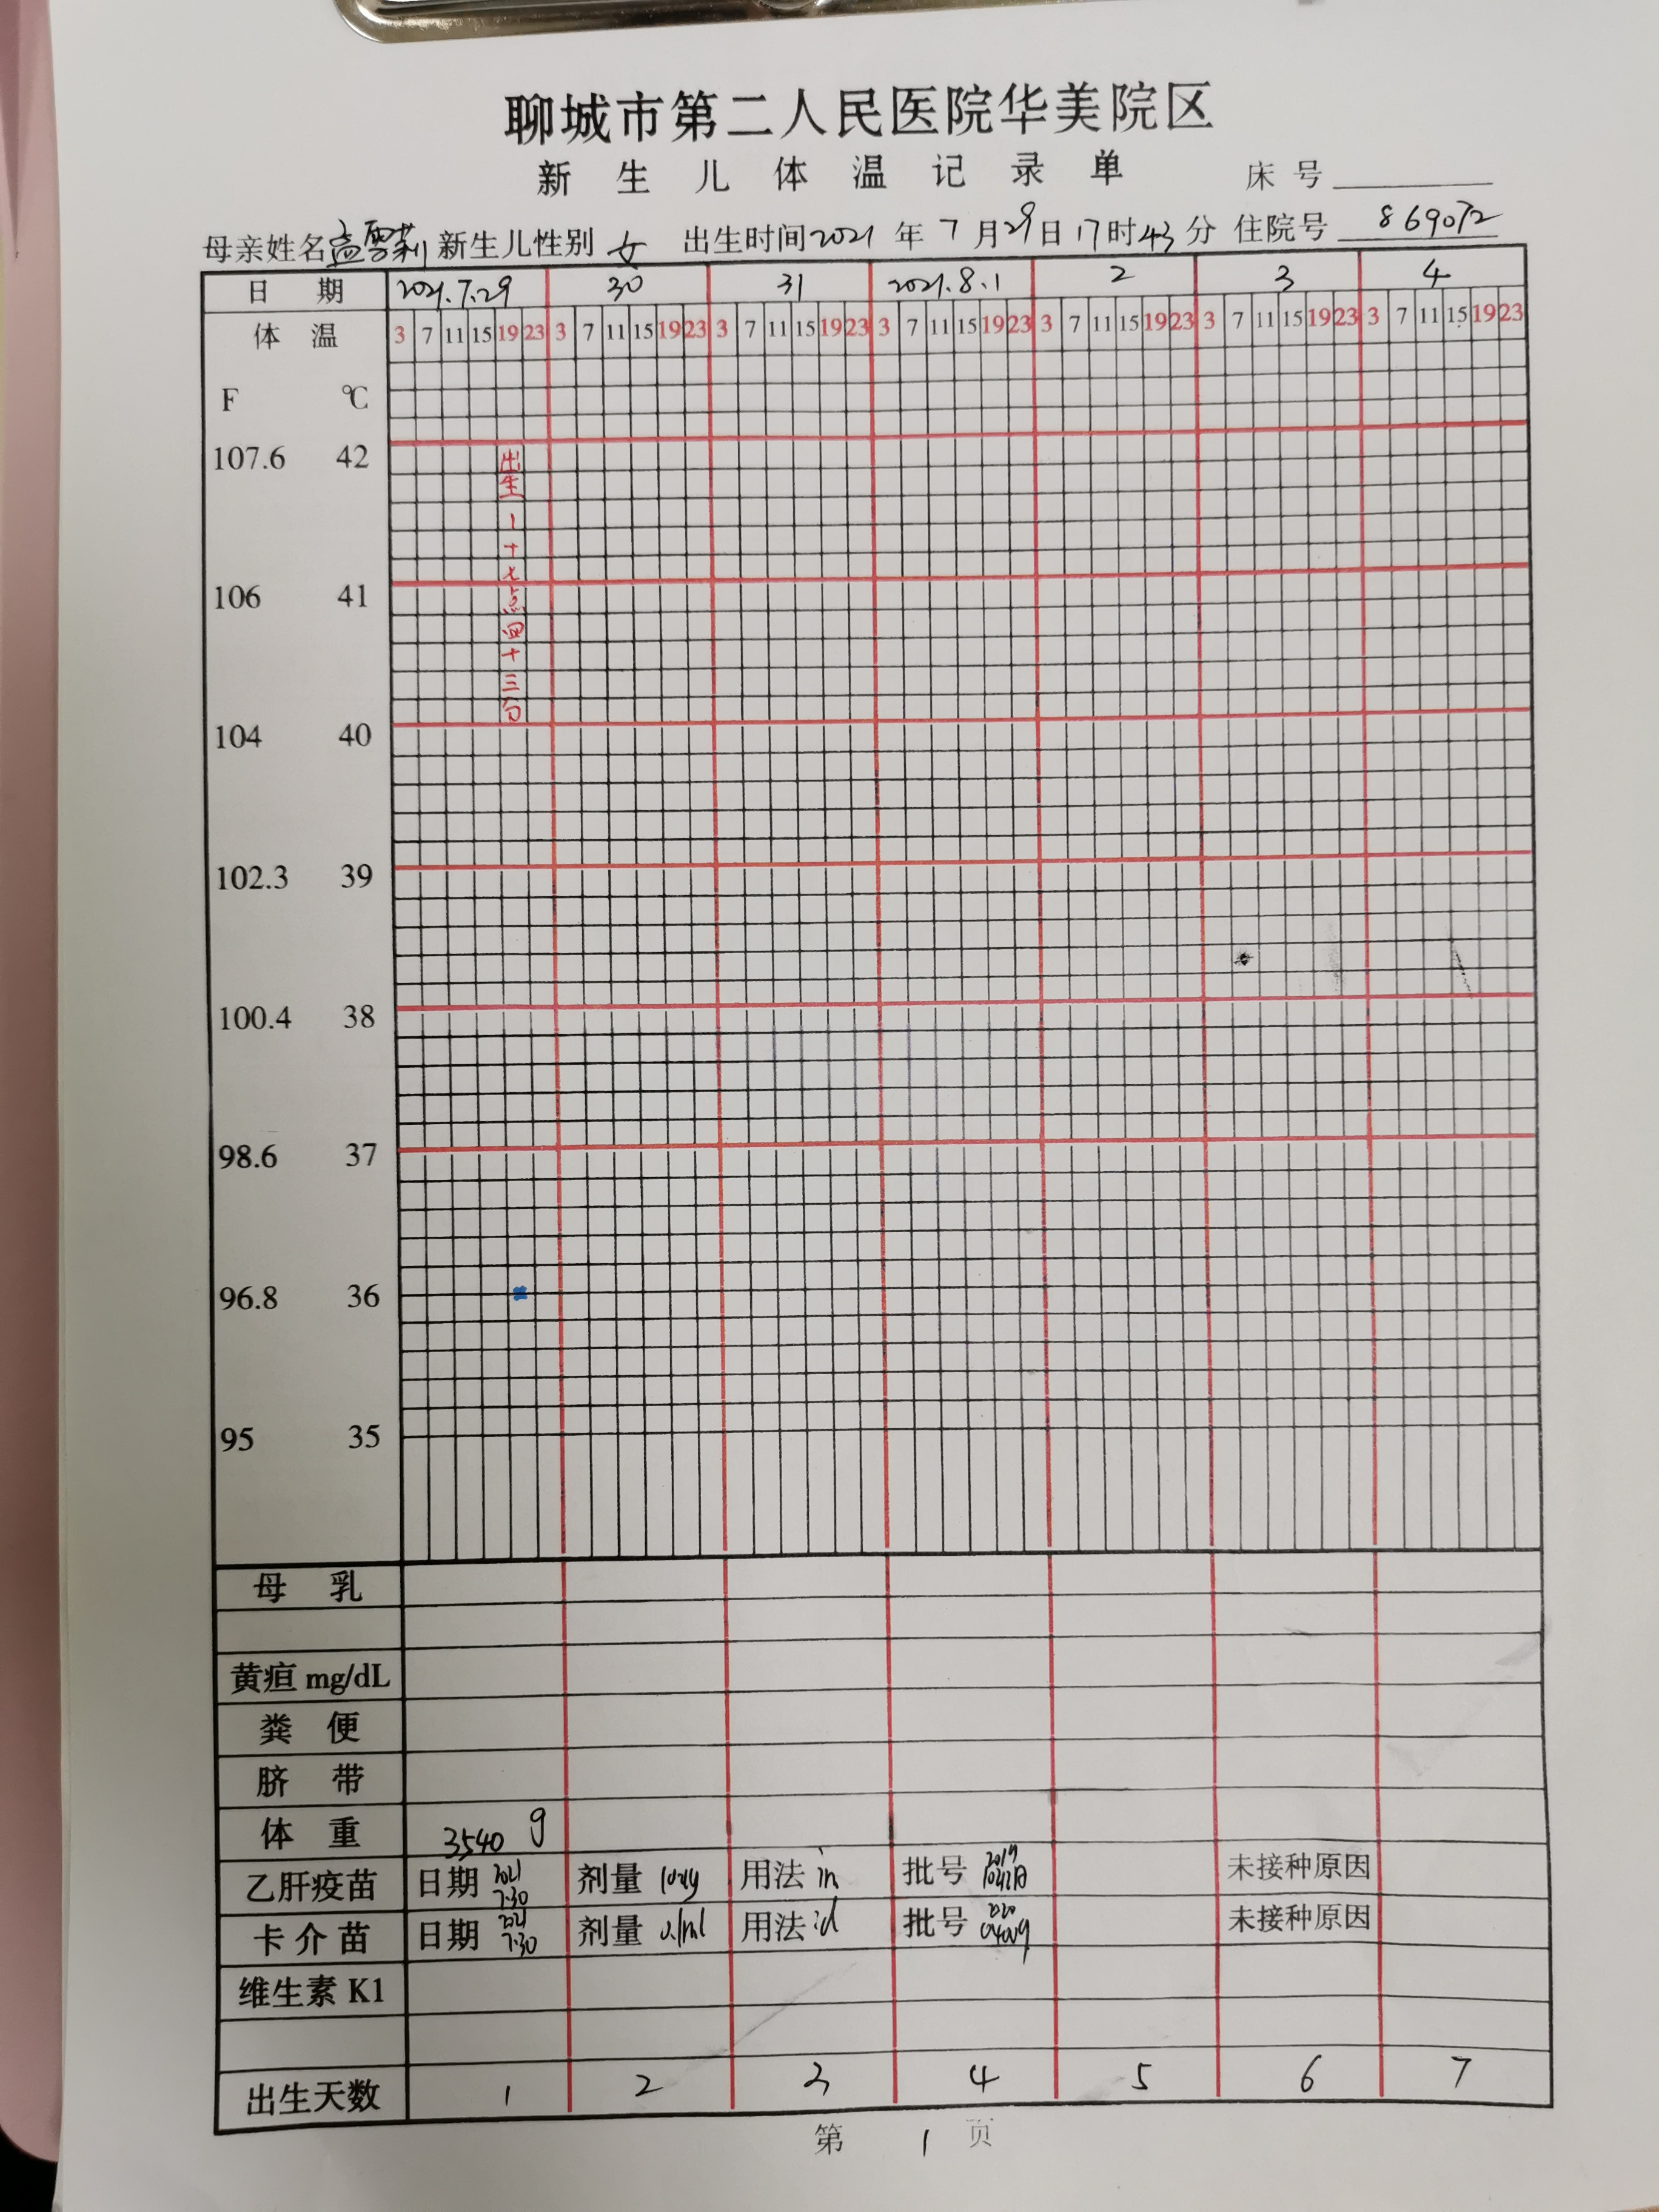 聊城市第二人民医院华美院区
新生儿体温记录单 床号
母亲姓名 孟雪莉 新生儿性别 女 出生时间 2021 年 7 月 29 日 17 时 43 分 住院号 869072
日期 2021.7.29 30 31 2021.8.1 2 3 4
体温 3 7 11 15 19 23 3 7 11 15 19 23 3 7 11 15 19 23 3 7 11 15 19 23 3 7 11 15 19 23 3 7 11 15 19 23 3 7 11 15 19 23
F ℃
107.6 42
出生 | 十七点四十三分
106 41
104 40
102.3 39
100.4 38
98.6 37
96.8 36
95 35
母乳
黄疸 mg/dL
粪便
脐带
体重 3540 g
乙肝疫苗 日期 2021 7.30 剂量 10ug 用法 im 批号 未接种原因
卡介苗 日期 2021 7.30 剂量 0.1ml 用法 id 批号 未接种原因
维生素 K1
出生天数 1 2 3 4 5 6 7
第 1 页